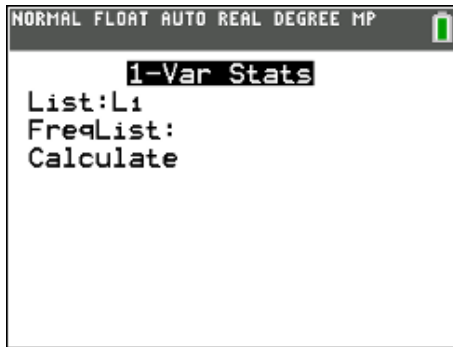 NORMAL FLOAT AUTO REAL DEGREE MP
1-Var Stats
List:L₁
FreqList:
Calculate